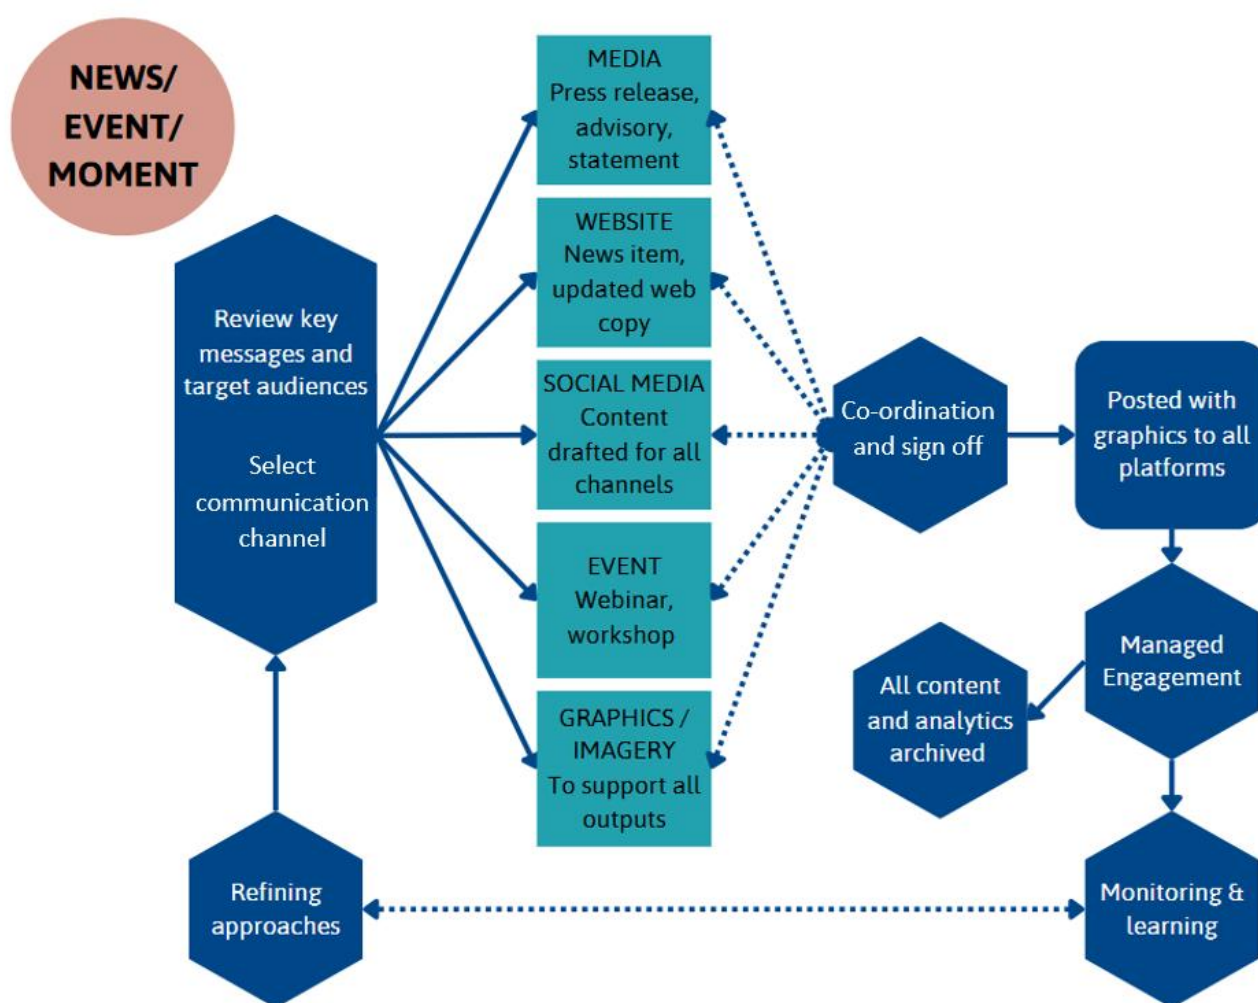 NEWS/
EVENT/
MOMENT
Review key
messages and
target audiences
Select
communication
channel
MEDIA
Press release,
advisory,
statement
WEBSITE
News item,
updated web
copy
SOCIAL MEDIA
Content
drafted for all
channels
EVENT
Webinar,
workshop
GRAPHICS /
IMAGERY
To support all
outputs
Co-ordination
and sign off
Posted with
graphics to all
platforms
Managed
Engagement
All content
and analytics
archived
Monitoring &
learning
Refining
approaches